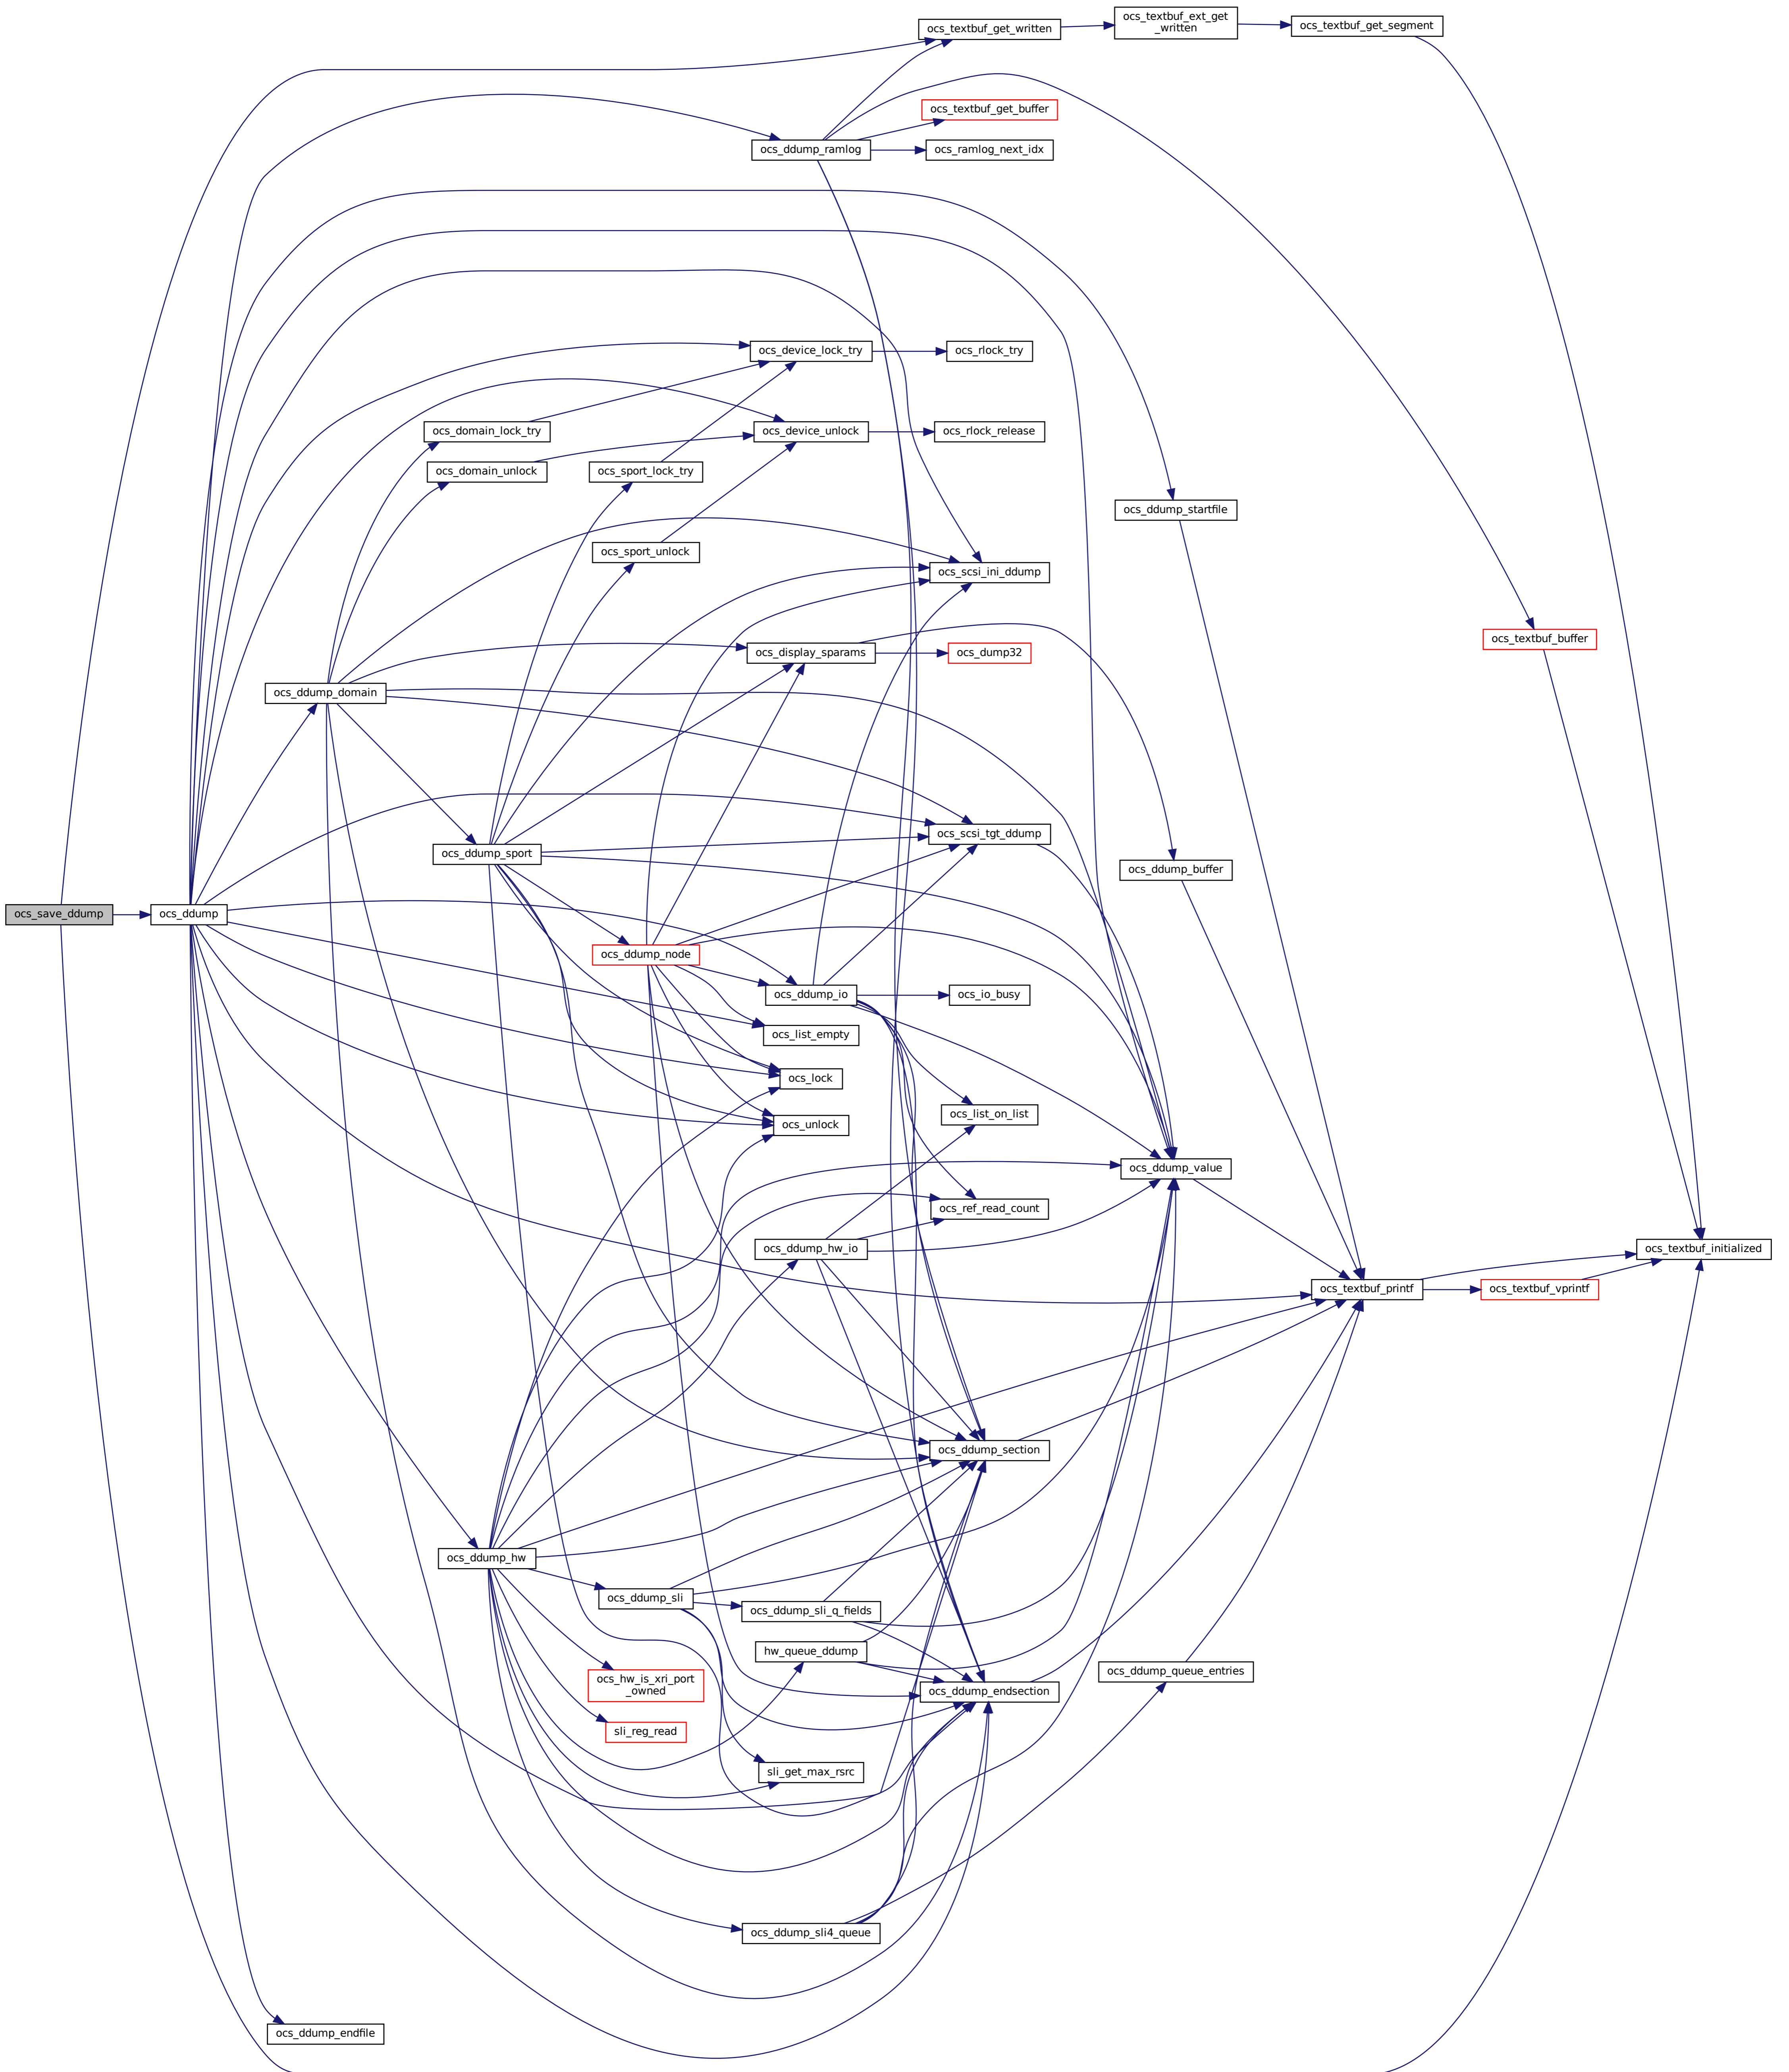 ocs_textbuf_get_written
ocs_textbuf_ext_get
_written
ocs_textbuf_get_segment
ocs_textbuf_get_buffer
ocs_ddump_ramlog
ocs_ramlog_next_idx
ocs_device_lock_try
ocs_rlock_try
ocs_domain_lock_try
ocs_device_unlock
ocs_rlock_release
ocs_domain_unlock
ocs_sport_lock_try
ocs_ddump_startfile
ocs_sport_unlock
ocs_scsi_ini_ddump
ocs_textbuf_buffer
ocs_display_sparams
ocs_dump32
ocs_ddump_domain
ocs_scsi_tgt_ddump
ocs_ddump_sport
ocs_ddump_buffer
ocs_save_ddump
ocs_ddump
ocs_ddump_node
ocs_ddump_io
ocs_io_busy
ocs_list_empty
ocs_lock
ocs_list_on_list
ocs_unlock
ocs_ddump_value
ocs_ref_read_count
ocs_ddump_hw_io
ocs_textbuf_initialized
ocs_textbuf_printf
ocs_textbuf_vprintf
ocs_ddump_section
ocs_ddump_hw
ocs_ddump_sli
ocs_ddump_sli_q_fields
hw_queue_ddump
ocs_ddump_queue_entries
ocs_hw_is_xri_port
_owned
ocs_ddump_endsection
sli_reg_read
sli_get_max_rsrc
ocs_ddump_sli4_queue
ocs_ddump_endfile